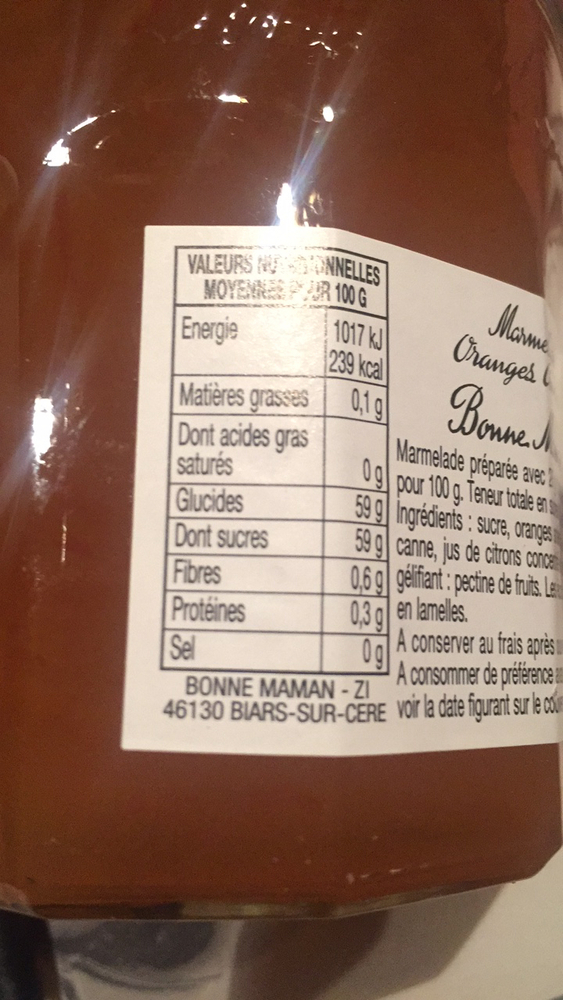 VALEURS NUTRITIONNELLES
MOYENNES POUR 100 G
Energie 1017 kJ
239 kcal
Matières grasses 0,1 g
Dont acides gras
saturés 0 g
Glucides 59 g
Dont sucres 59 g
Fibres 0,6 g
Protéines 0,3 g
Sel 0 g
BONNE MAMAN - ZI
46130 BIARS-SUR-CERE
Oranges
Bonne
Marmelade préparée avec
pour 100 g. Teneur totale en
Ingrédients : sucre, oranges
canne, jus de citrons
gélifiant : pectine de fruits.
en lamelles.
A conserver au frais après
A consommer de préférence
voir la date figurant sur le